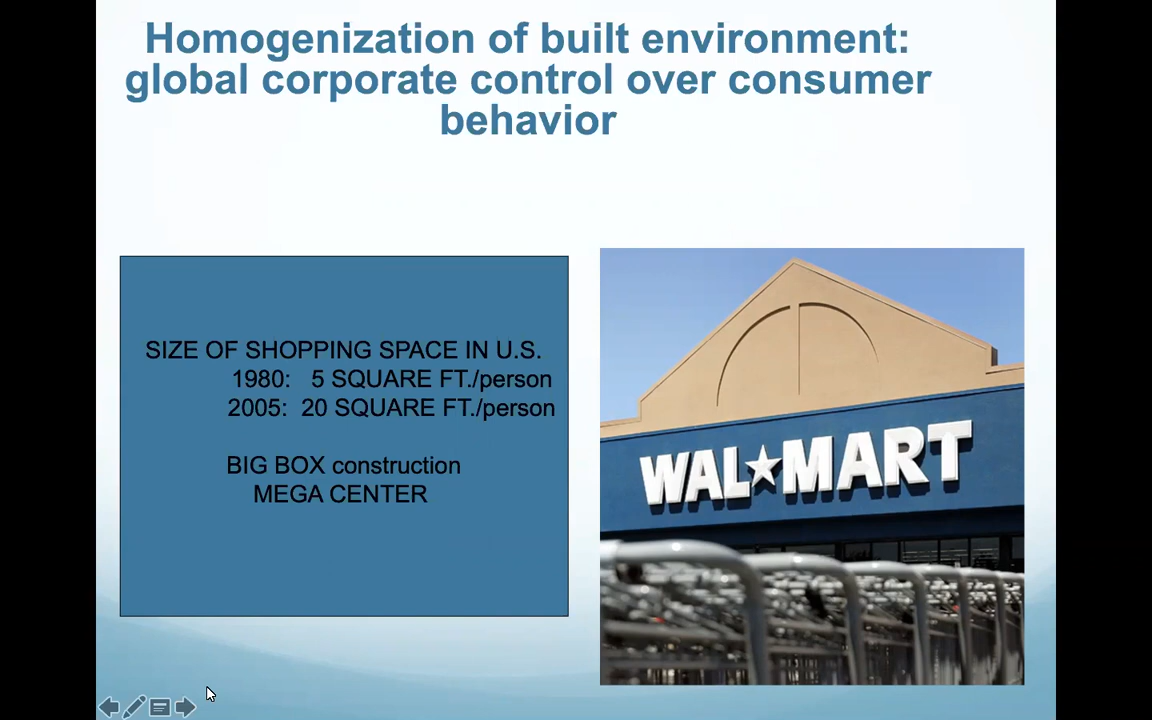 Homogenization of built environment:
global corporate control over consumer
behavior
SIZE OF SHOPPING SPACE IN U.S.
1980: 5 SQUARE FT./person
2005: 20 SQUARE FT./person
BIG BOX construction
MEGA CENTER
WAL★MART